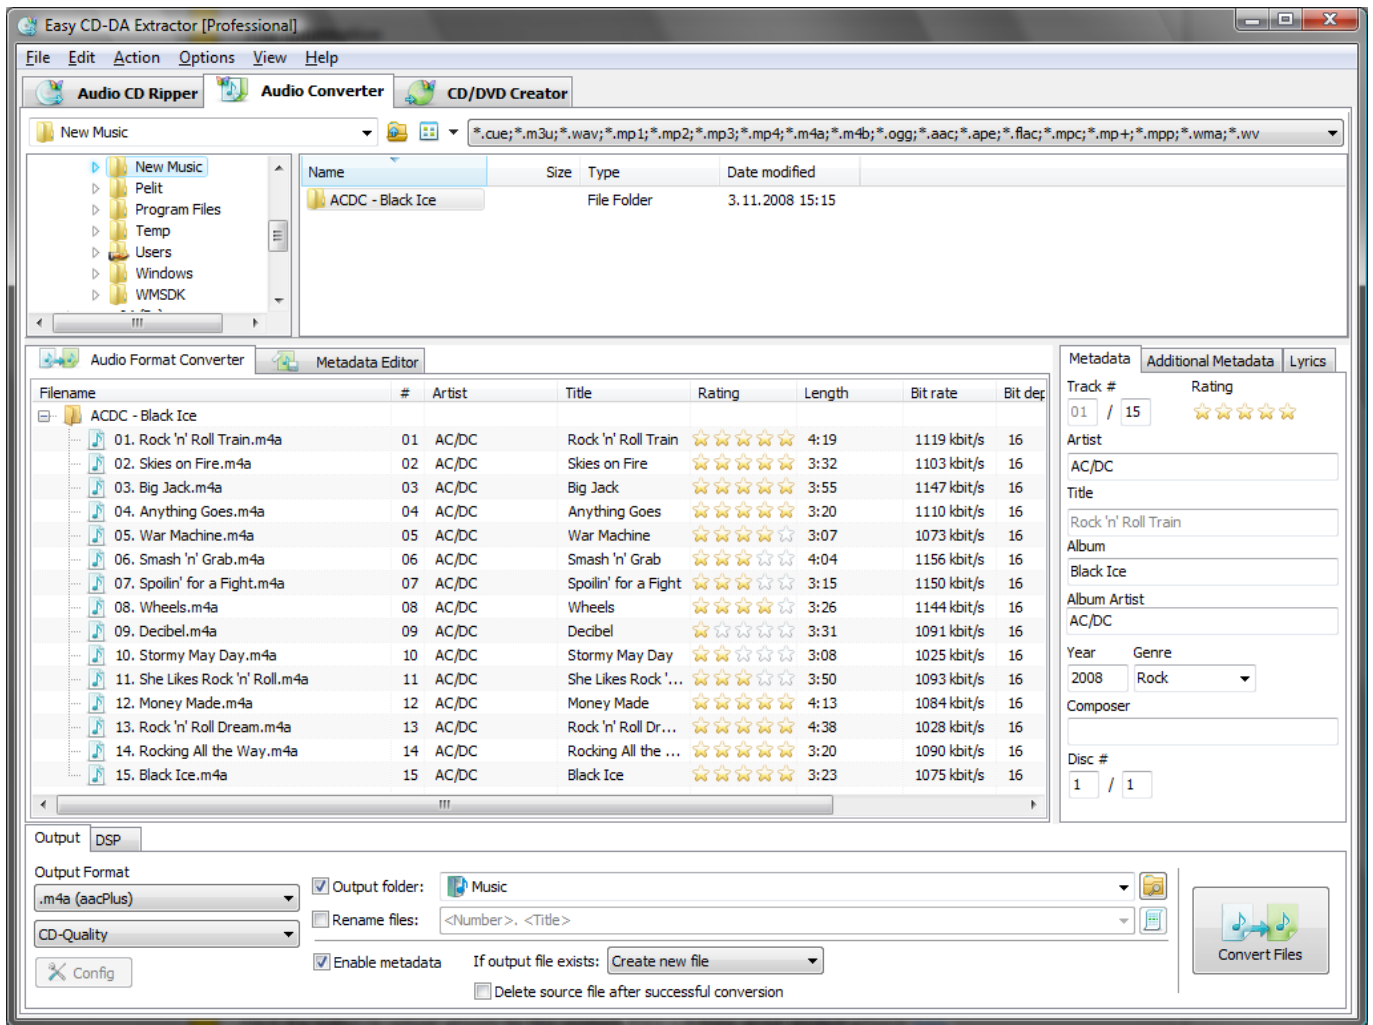 Easy CD-DA Extractor [Professional]
File Edit Action Options View Help
Audio CD Ripper Audio Converter CD/DVD Creator
New Music *.cue;*.m3u;*.wav;*.mp1;*.mp2;*.mp3;*.mp4;*.m4a;*.m4b;*.ogg;*.aac;*.ape;*.flac;*.mpc;*.mp+;*.mpp;*.wma;*.wv
New Music
Pelit
Program Files
Temp
Users
Windows
WMSDK
Name Size Type Date modified
ACDC - Black Ice File Folder 3.11.2008 15:15
Audio Format Converter Metadata Editor
Filename # Artist Title Rating Length Bit rate Bit dep
ACDC - Black Ice
01. Rock 'n' Roll Train.m4a 01 AC/DC Rock 'n' Roll Train 4:19 1119 kbit/s 16
02. Skies on Fire.m4a 02 AC/DC Skies on Fire 3:32 1103 kbit/s 16
03. Big Jack.m4a 03 AC/DC Big Jack 3:55 1147 kbit/s 16
04. Anything Goes.m4a 04 AC/DC Anything Goes 3:20 1110 kbit/s 16
05. War Machine.m4a 05 AC/DC War Machine 3:07 1073 kbit/s 16
06. Smash 'n' Grab.m4a 06 AC/DC Smash 'n' Grab 4:04 1156 kbit/s 16
07. Spoilin' for a Fight.m4a 07 AC/DC Spoilin' for a Fight 3:15 1150 kbit/s 16
08. Wheels.m4a 08 AC/DC Wheels 3:26 1144 kbit/s 16
09. Decibel.m4a 09 AC/DC Decibel 3:31 1091 kbit/s 16
10. Stormy May Day.m4a 10 AC/DC Stormy May Day 3:08 1025 kbit/s 16
11. She Likes Rock 'n' Roll.m4a 11 AC/DC She Likes Rock '... 3:50 1093 kbit/s 16
12. Money Made.m4a 12 AC/DC Money Made 4:13 1084 kbit/s 16
13. Rock 'n' Roll Dream.m4a 13 AC/DC Rock 'n' Roll Dr... 4:38 1028 kbit/s 16
14. Rocking All the Way.m4a 14 AC/DC Rocking All the ... 3:20 1090 kbit/s 16
15. Black Ice.m4a 15 AC/DC Black Ice 3:23 1075 kbit/s 16
Metadata Additional Metadata Lyrics
Track # Rating
01 / 15
Artist
AC/DC
Title
Rock 'n' Roll Train
Album
Black Ice
Album Artist
AC/DC
Year Genre
2008 Rock
Composer
Disc #
1 / 1
Output DSP
Output Format
.m4a (aacPlus)
CD-Quality
Config
Output folder: Music
Rename files: <Number>. <Title>
Enable metadata If output file exists: Create new file
Delete source file after successful conversion
Convert Files